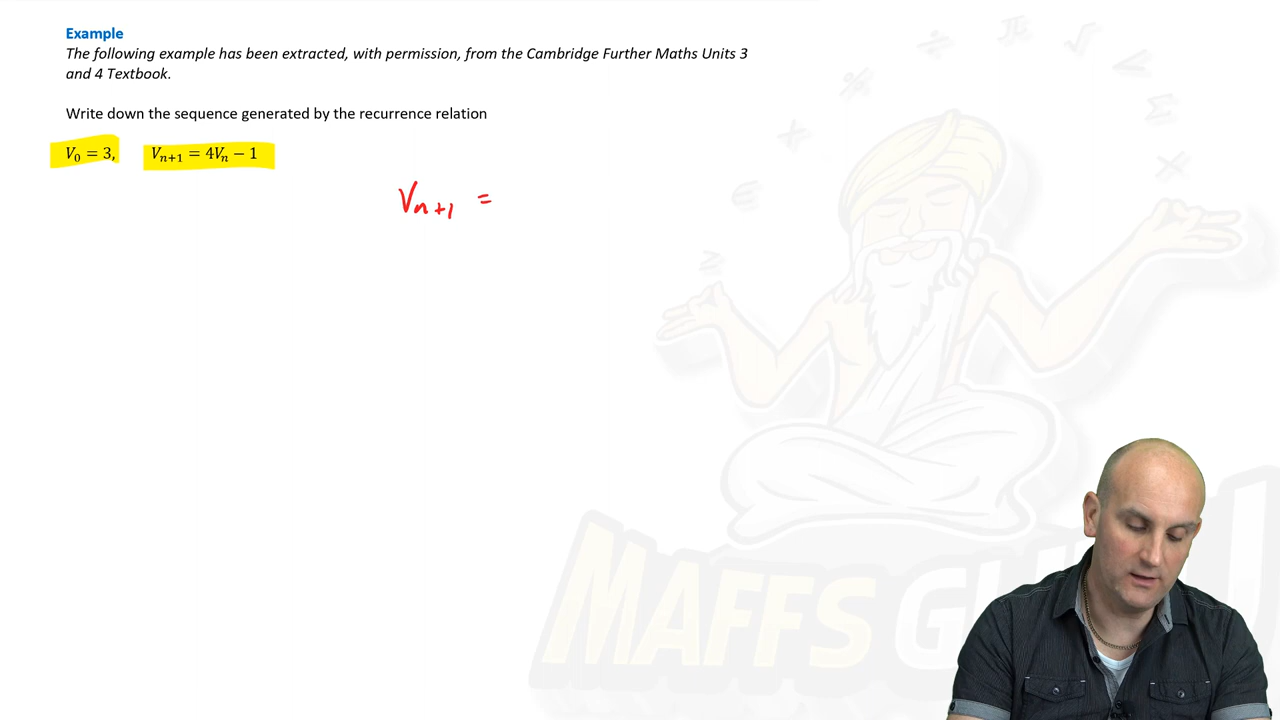 Example
The following example has been extracted, with permission, from the Cambridge Further Maths Units 3
and 4 Textbook.
Write down the sequence generated by the recurrence relation
V₀ = 3, Vₙ₊₁ = 4Vₙ − 1
Vₙ₊₁ =
MAFFS GU